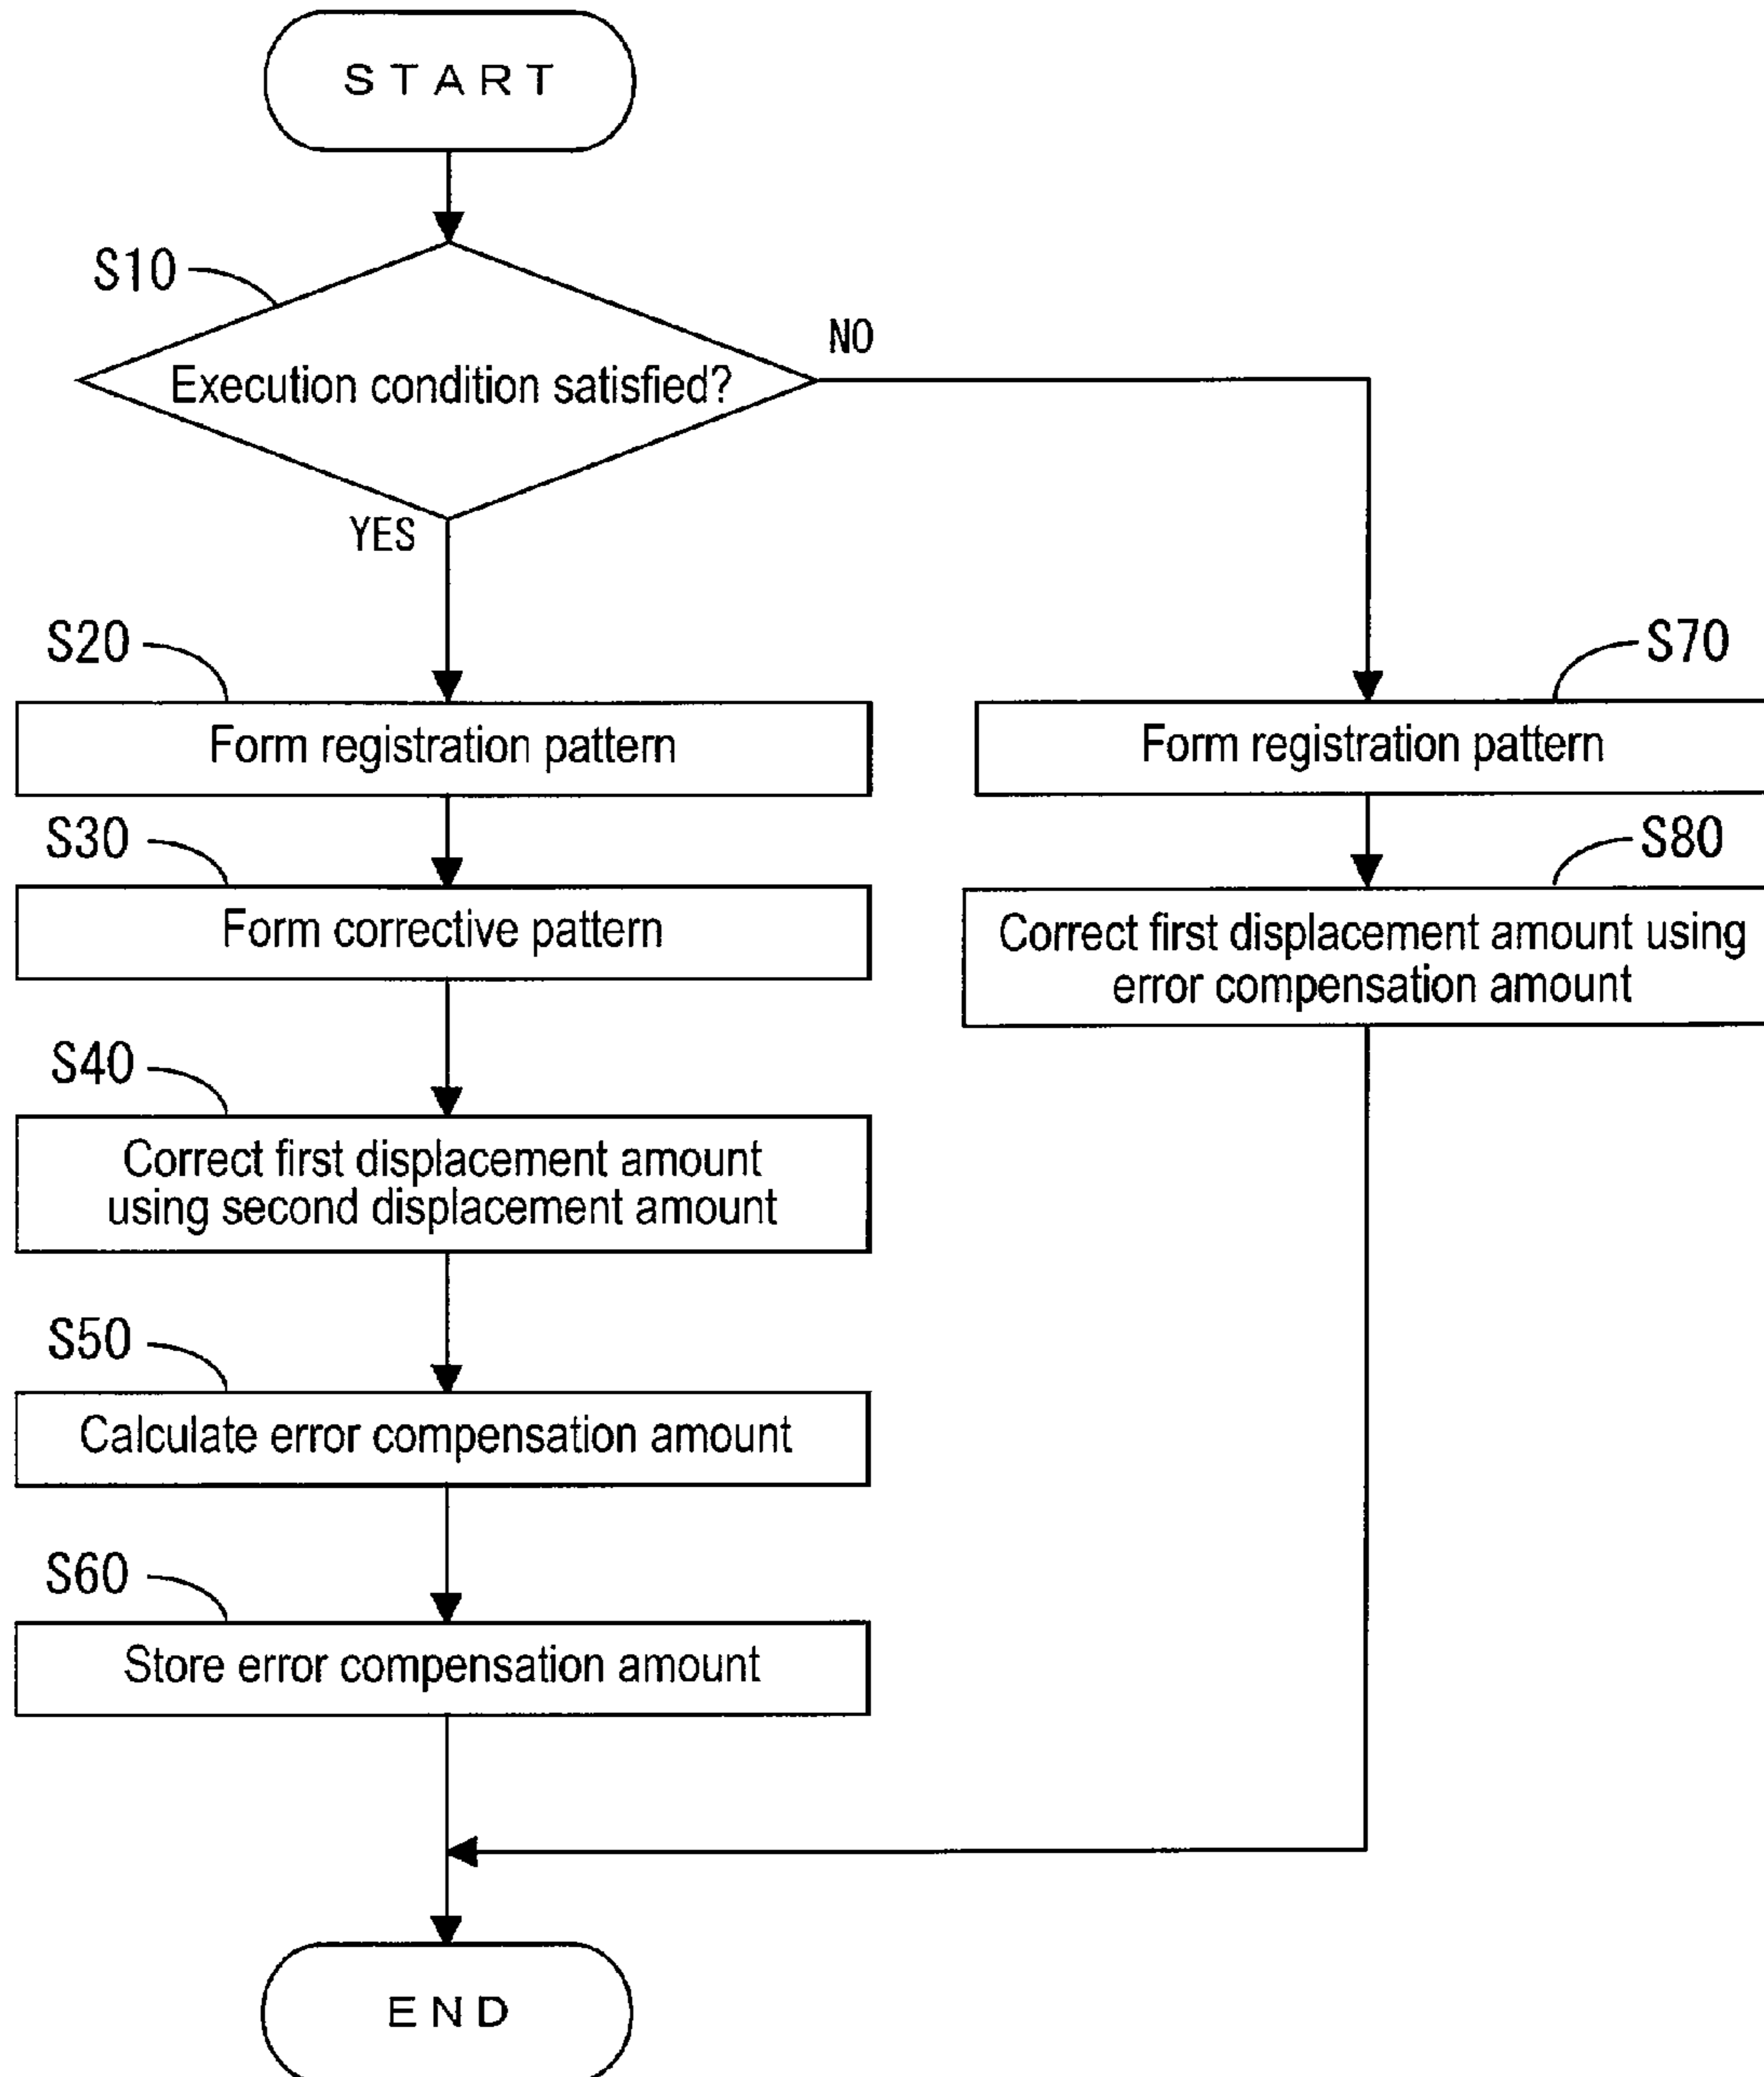 START
S10
Execution condition satisfied?
NO
YES
S20
Form registration pattern
S30
Form corrective pattern
S40
Correct first displacement amount
using second displacement amount
S50
Calculate error compensation amount
S60
Store error compensation amount
S70
Form registration pattern
S80
Correct first displacement amount using
error compensation amount
END